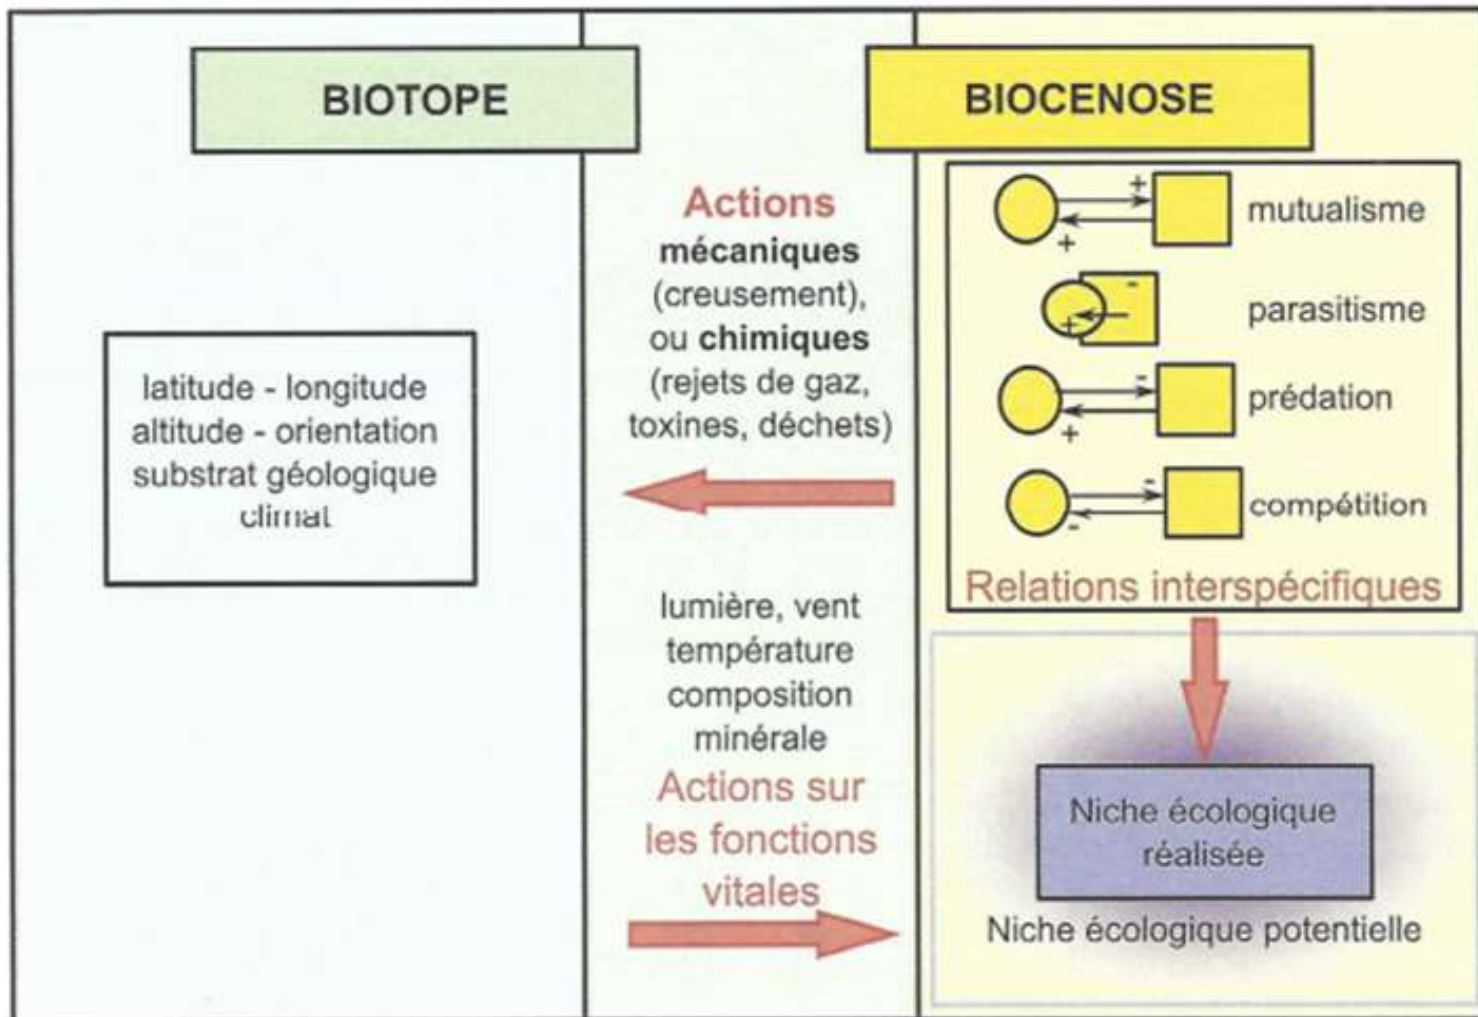 BIOTOPE
latitude - longitude
altitude - orientation
substrat géologique
climat
Actions
mécaniques
(creusement),
ou chimiques
(rejets de gaz,
toxines, déchets)
lumière, vent
température
composition
minérale
Actions sur
les fonctions
vitales
BIOCENOSE
+
+
mutualisme
-
+
parasitisme
-
+
prédation
-
-
compétition
Relations interspécifiques
Niche écologique
réalisée
Niche écologique potentielle